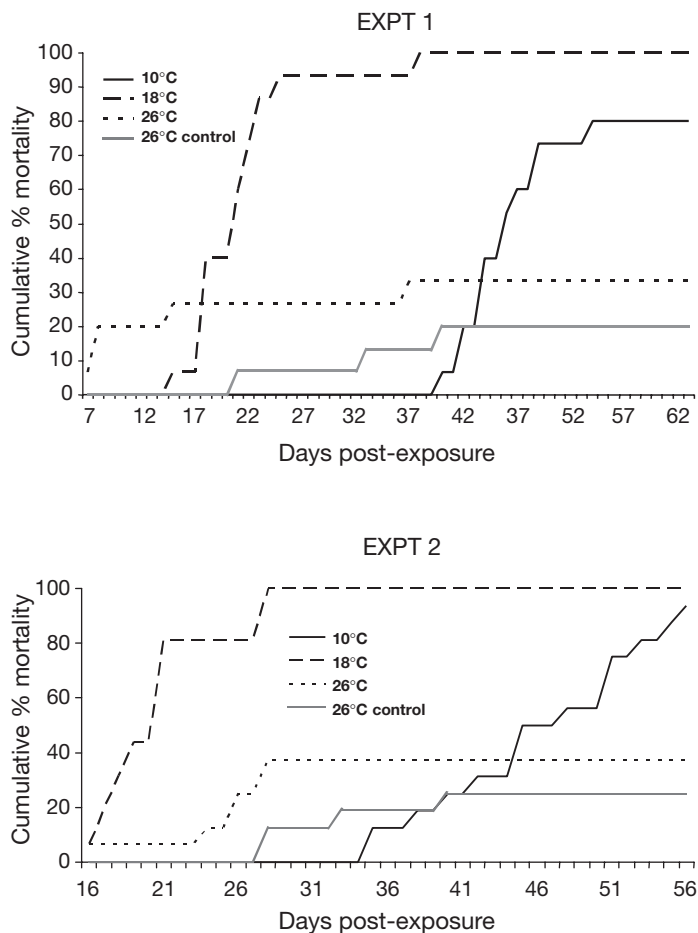 EXPT 1
Cumulative % mortality
100
90
80
70
60
50
40
30
20
10
0
10°C
18°C
26°C
26°C control
7 12 17 22 27 32 37 42 37 52 57 62
Days post-exposure
EXPT 2
Cumulative % mortality
100
80
60
40
20
0
10°C
18°C
26°C
26°C control
16 21 26 31 36 41 46 51 56
Days post-exposure